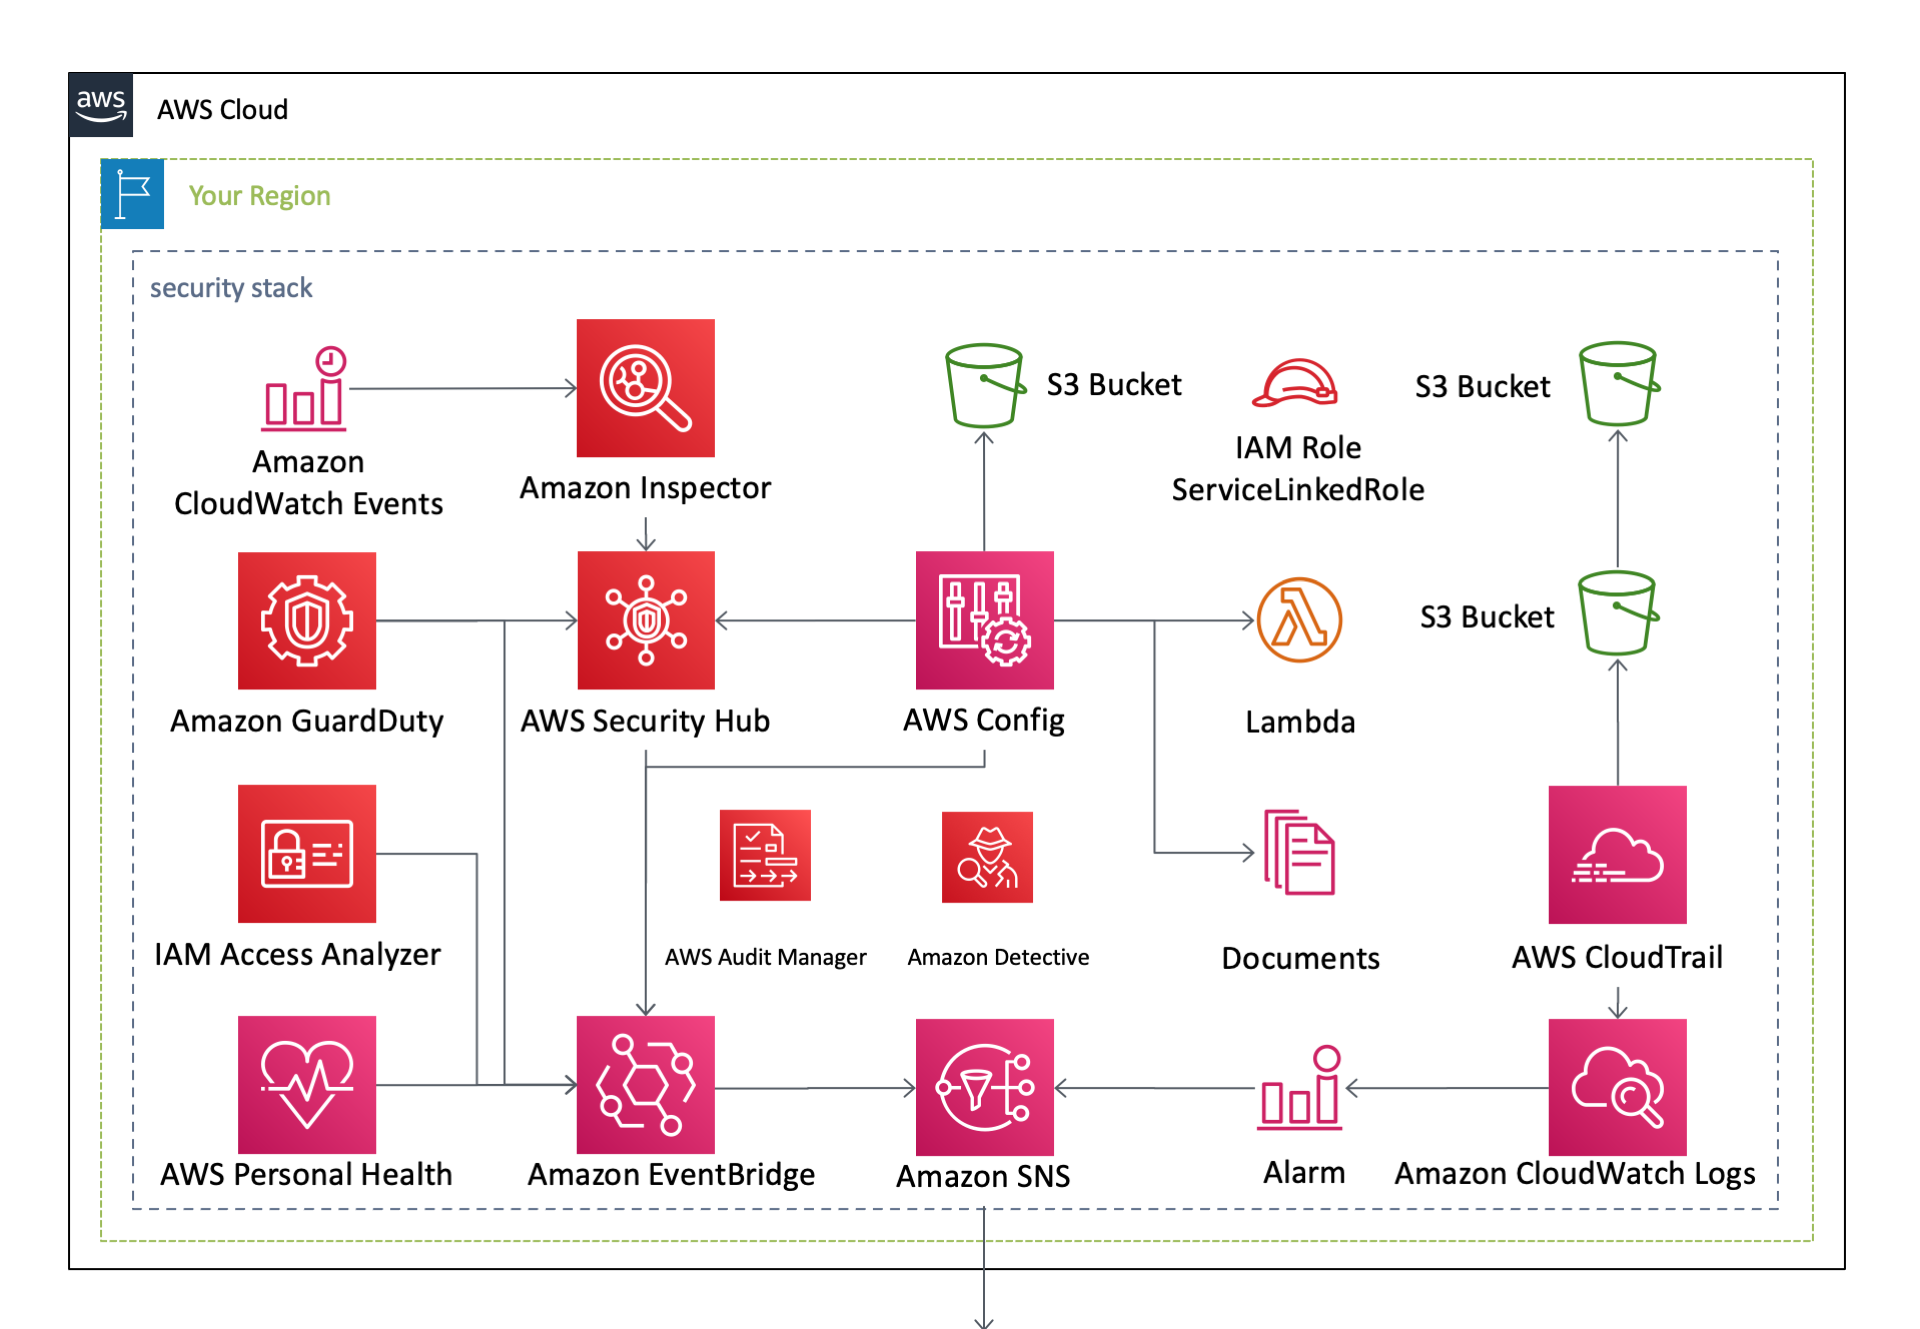 aws
AWS Cloud
Your Region
security stack
Amazon
CloudWatch Events
Amazon Inspector
S3 Bucket
IAM Role
ServiceLinkedRole
S3 Bucket
Amazon GuardDuty
AWS Security Hub
AWS Config
Lambda
S3 Bucket
IAM Access Analyzer
AWS Audit Manager
Amazon Detective
Documents
AWS CloudTrail
AWS Personal Health
Amazon EventBridge
Amazon SNS
Alarm
Amazon CloudWatch Logs